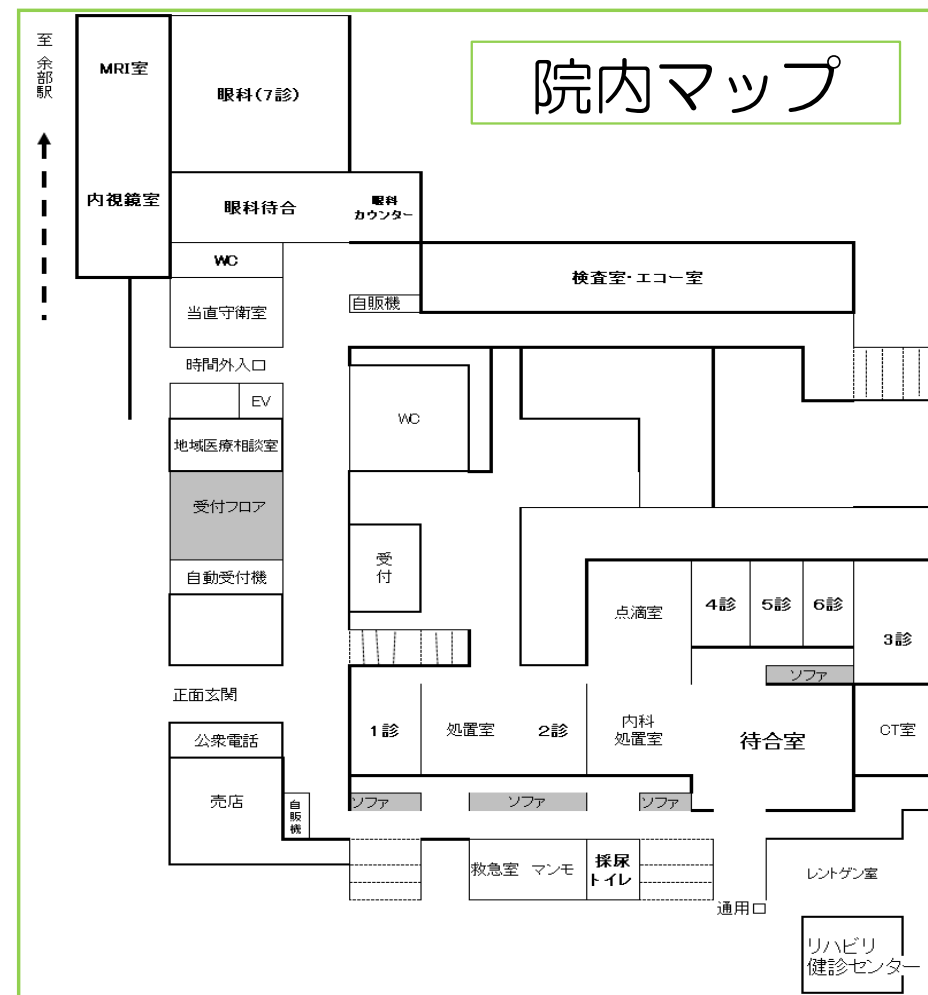 院内マップ
至 余部駅
MRI室
内視鏡室
眼科(7診)
眼科待合
眼科
カウンター
WC
当直守衛室
自販機
検査室・エコー室
時間外入口
EV
地域医療相談室
WC
受付フロア
自動受付機
受付
点滴室
4診
5診
6診
3診
ソファ
正面玄関
公衆電話
1診
処置室
2診
内科
処置室
待合室
CT室
売店
自販機
ソファ
ソファ
ソファ
救急室
マンモ
採尿
トイレ
通用口
レントゲン室
リハビリ
健診センター